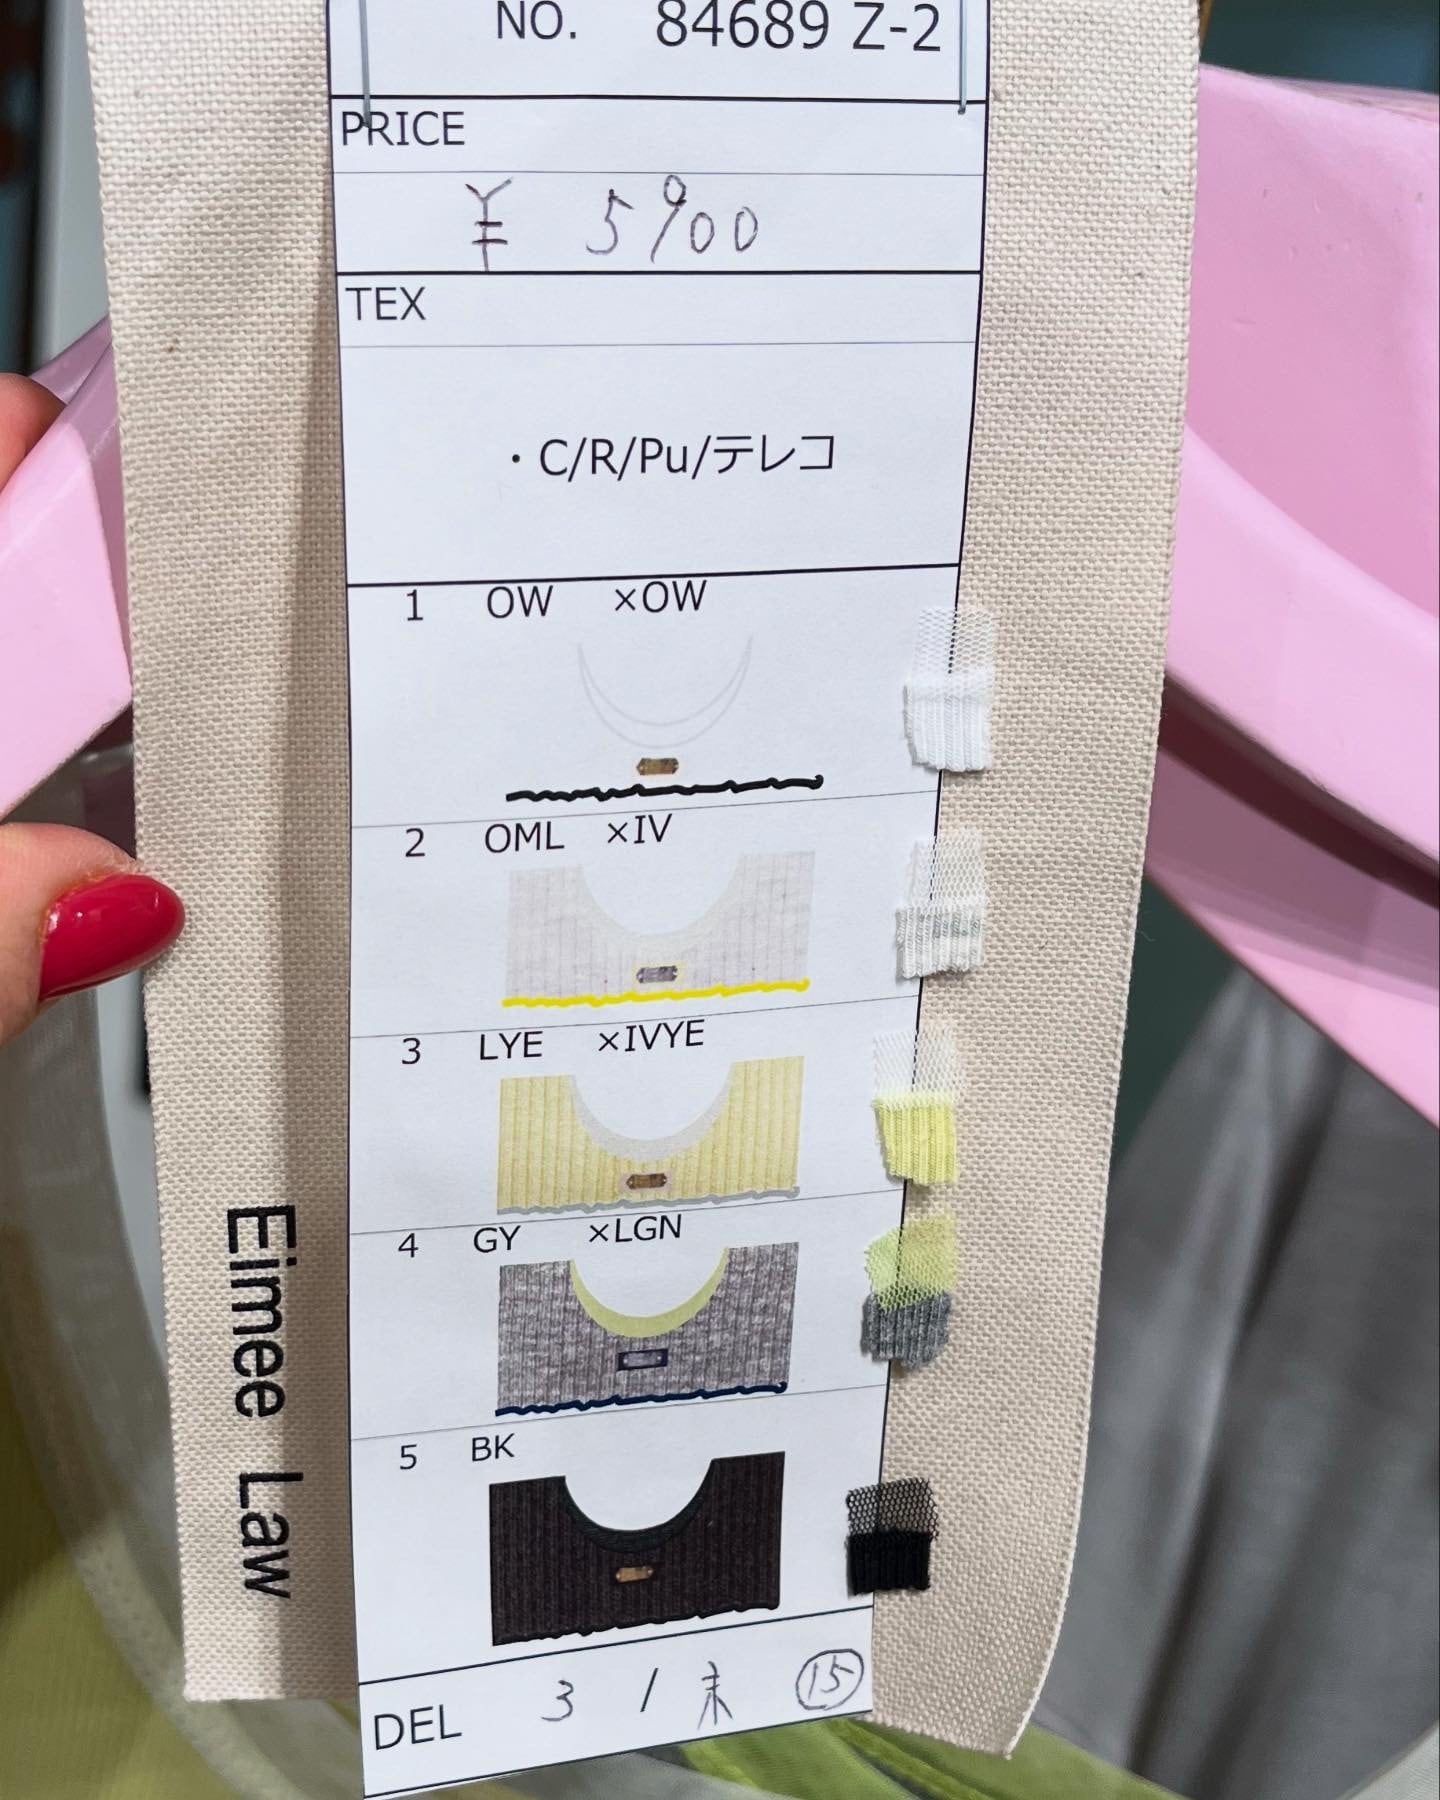 NO. 84689 Z-2
PRICE
¥ 5900
TEX
・C/R/Pu/テレコ
1 OW ×OW
2 OML ×IV
3 LYE ×IVYE
4 GY ×LGN
5 BK
DEL 3 / 末 ⑮
Eimee Law